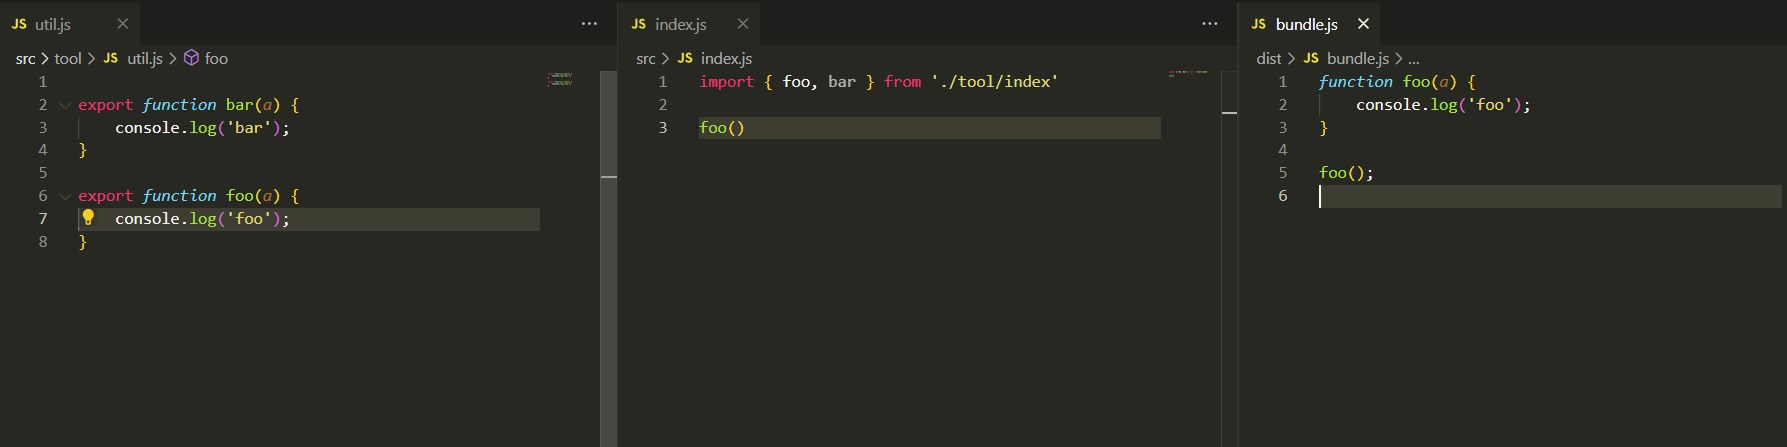 JS util.js ×
src > tool > JS util.js > foo
1
2 export function bar(a) {
3 console.log('bar');
4 }
5
6 export function foo(a) {
7 console.log('foo');
8 }
JS index.js ×
src > JS index.js
1 import { foo, bar } from './tool/index'
2
3 foo()
JS bundle.js ×
dist > JS bundle.js > ...
1 function foo(a) {
2 console.log('foo');
3 }
4
5 foo();
6